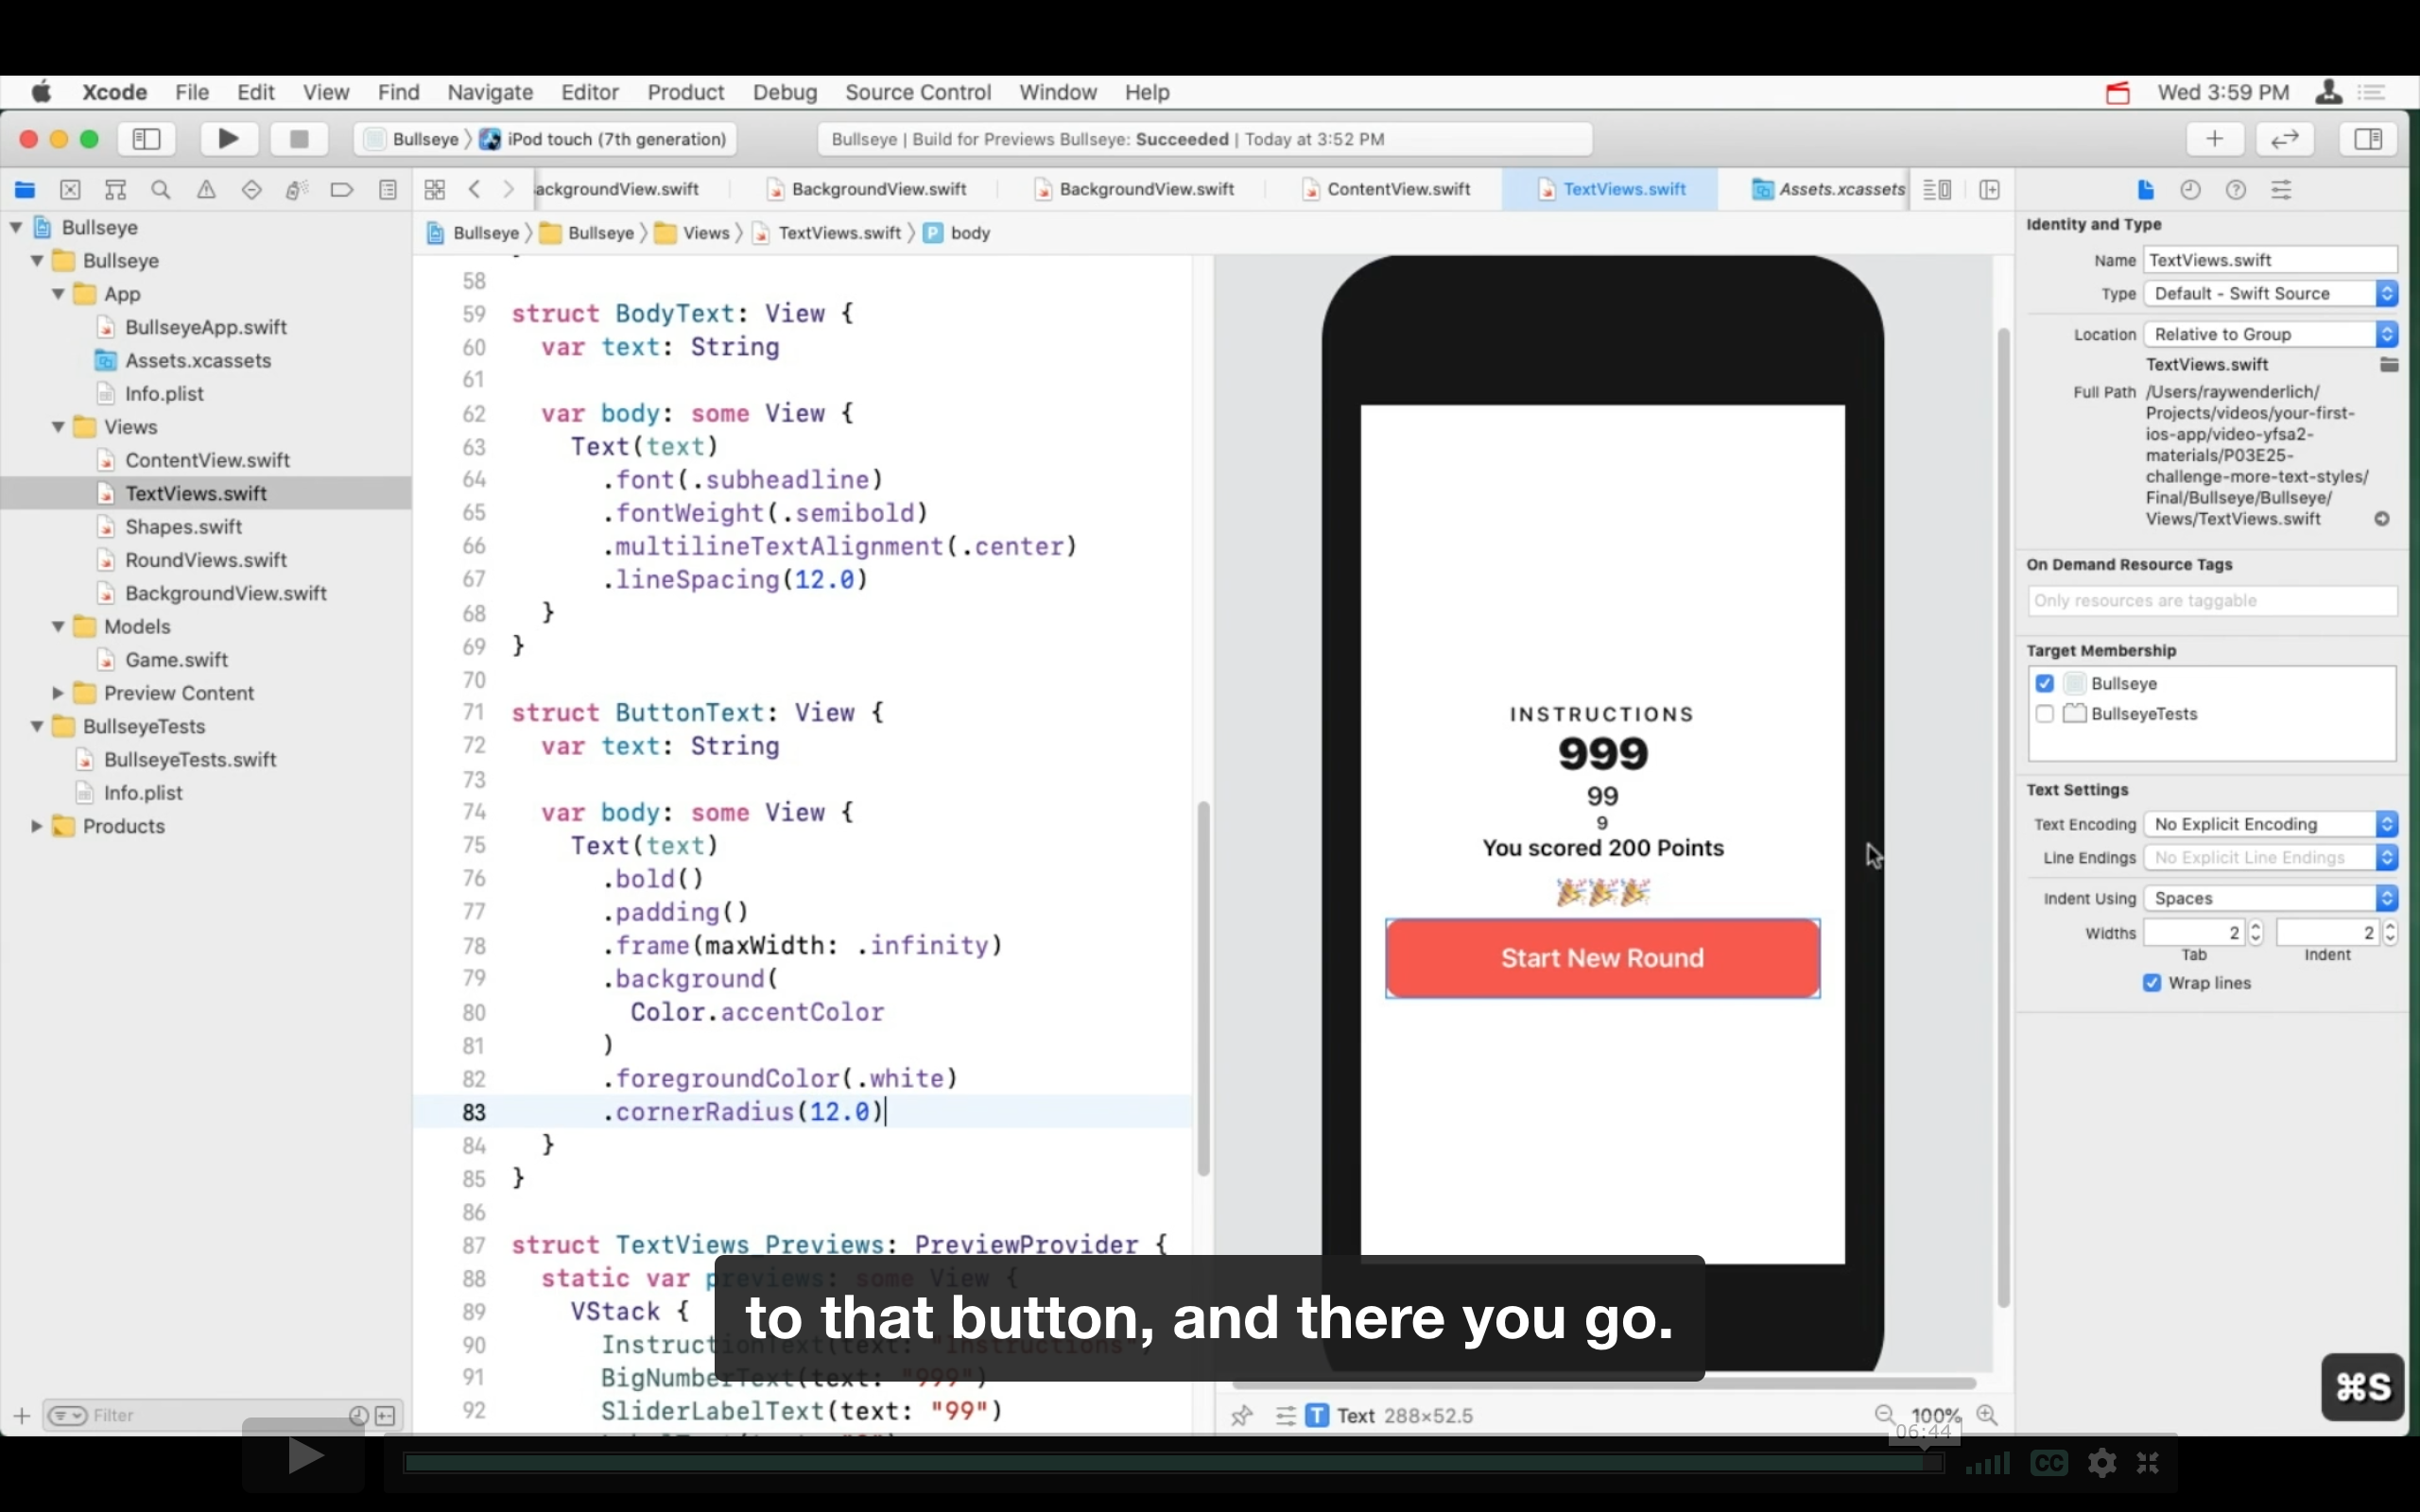 Xcode File Edit View Find Navigate Editor Product Debug Source Control Window Help
Wed 3:59 PM
Bullseye iPod touch (7th generation)
Bullseye | Build for Previews Bullseye: Succeeded | Today at 3:52 PM
ackgroundView.swift BackgroundView.swift BackgroundView.swift ContentView.swift TextViews.swift Assets.xcassets
Bullseye
Bullseye
App
BullseyeApp.swift
Assets.xcassets
Info.plist
Views
ContentView.swift
TextViews.swift
Shapes.swift
RoundViews.swift
BackgroundView.swift
Models
Game.swift
Preview Content
BullseyeTests
BullseyeTests.swift
Info.plist
Products
Filter
Bullseye Bullseye Views TextViews.swift P body
58
59 struct BodyText: View {
60 var text: String
61
62 var body: some View {
63 Text(text)
64 .font(.subheadline)
65 .fontWeight(.semibold)
66 .multilineTextAlignment(.center)
67 .lineSpacing(12.0)
68 }
69 }
70
71 struct ButtonText: View {
72 var text: String
73
74 var body: some View {
75 Text(text)
76 .bold()
77 .padding()
78 .frame(maxWidth: .infinity)
79 .background(
80 Color.accentColor
81 )
82 .foregroundColor(.white)
83 .cornerRadius(12.0)
84 }
85 }
86
87 struct TextViews_Previews: PreviewProvider {
88 static var previews: some View {
89 VStack {
90 InstructionText(text: "Instructions")
91 BigNumberText(text: "999")
92 SliderLabelText(text: "99")
INSTRUCTIONS
999
99
9
You scored 200 Points
🎉🎉🎉
Start New Round
T Text 288×52.5
100%
Identity and Type
Name TextViews.swift
Type Default - Swift Source
Location Relative to Group
TextViews.swift
Full Path /Users/raywenderlich/
Projects/videos/your-first-
ios-app/video-yfsa2-
materials/P03E25-
challenge-more-text-styles/
Final/Bullseye/Bullseye/
Views/TextViews.swift
On Demand Resource Tags
Only resources are taggable
Target Membership
Bullseye
BullseyeTests
Text Settings
Text Encoding No Explicit Encoding
Line Endings No Explicit Line Endings
Indent Using Spaces
Widths 2 2
Tab Indent
Wrap lines
to that button, and there you go.
⌘S
06:44
CC